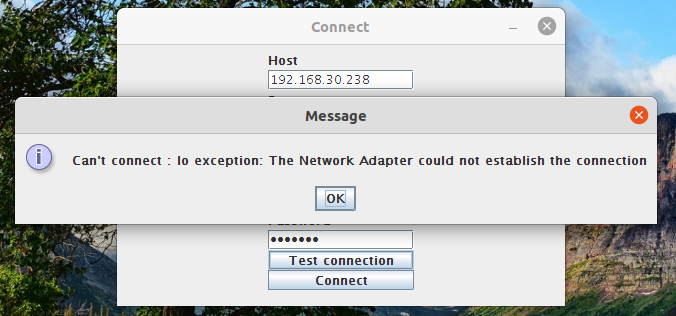 Connect
Host
192.168.30.238
Message
Can't connect : Io exception: The Network Adapter could not establish the connection
OK
Test connection
Connect